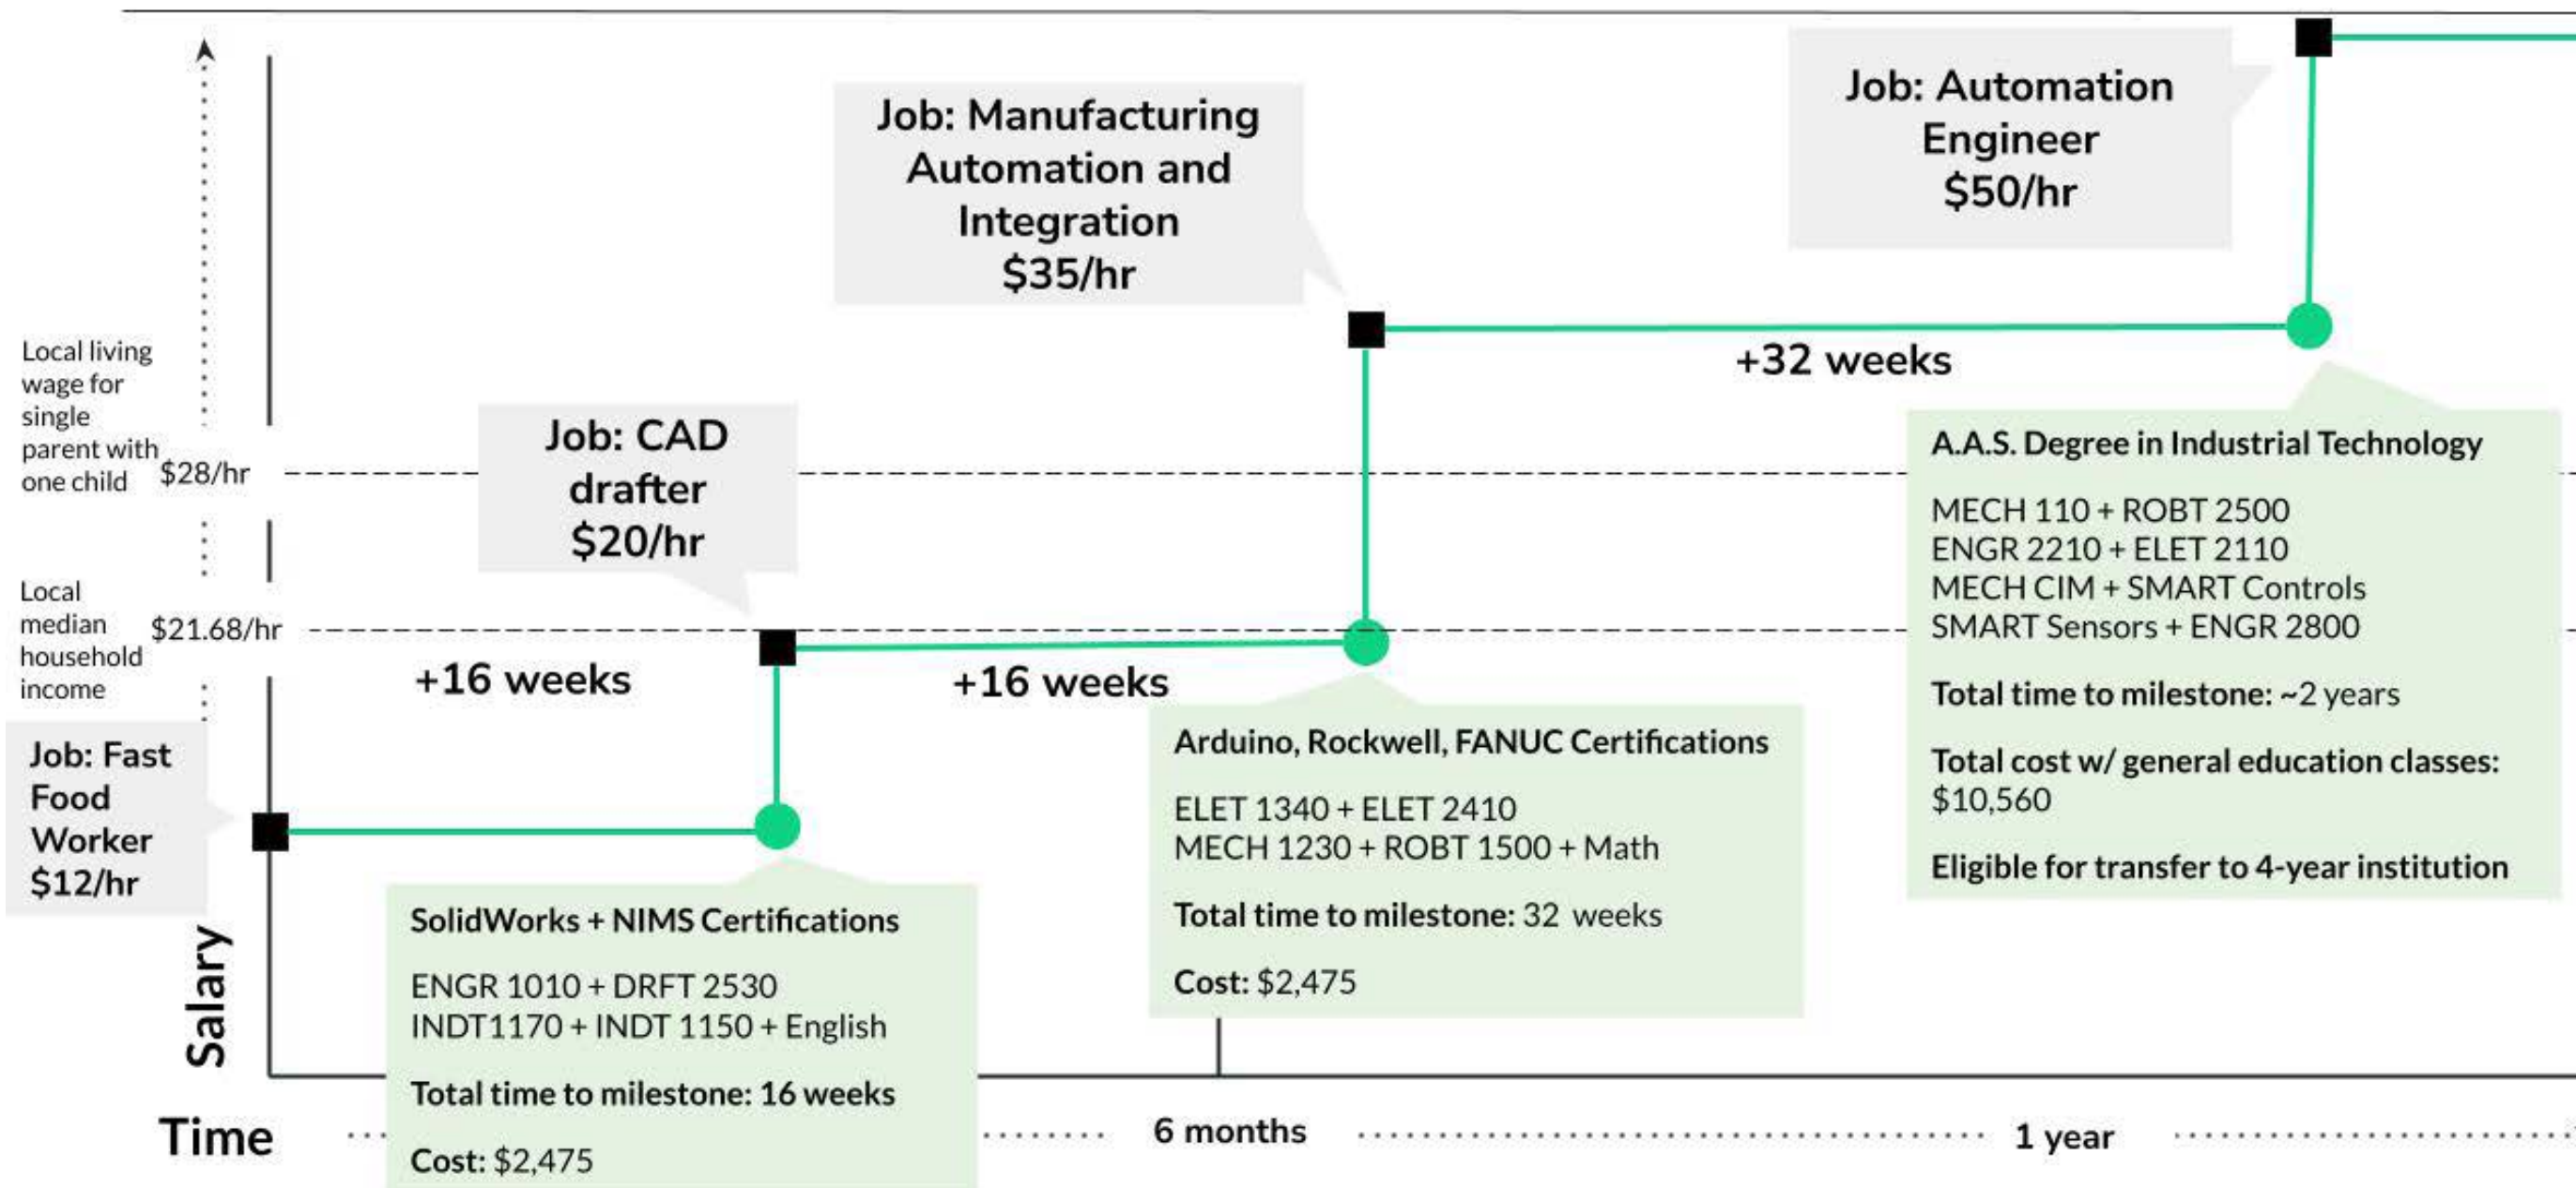 Job: Manufacturing
Automation and
Integration
$35/hr
Job: Automation
Engineer
$50/hr
Local living
wage for
single
parent with
one child
$28/hr
Job: CAD
drafter
$20/hr
+32 weeks
A.A.S. Degree in Industrial Technology
MECH 110 + ROBT 2500
ENGR 2210 + ELET 2110
MECH CIM + SMART Controls
SMART Sensors + ENGR 2800
Total time to milestone: ~2 years
Total cost w/ general education classes:
$10,560
Eligible for transfer to 4-year institution
Local
median
household
income
$21.68/hr
+16 weeks
+16 weeks
Job: Fast
Food
Worker
$12/hr
Arduino, Rockwell, FANUC Certifications
ELET 1340 + ELET 2410
MECH 1230 + ROBT 1500 + Math
Total time to milestone: 32 weeks
Cost: $2,475
SolidWorks + NIMS Certifications
ENGR 1010 + DRFT 2530
INDT1170 + INDT 1150 + English
Total time to milestone: 16 weeks
Cost: $2,475
Salary
Time
6 months
1 year